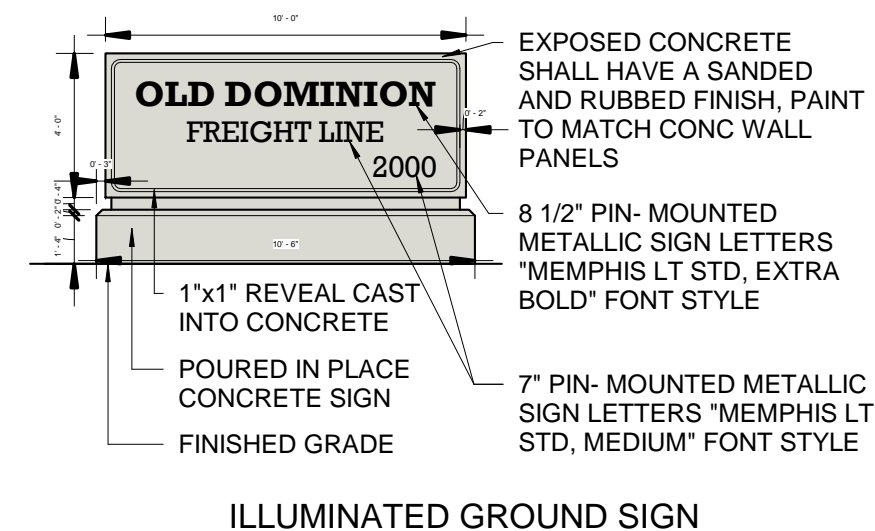 10' - 0"
EXPOSED CONCRETE
SHALL HAVE A SANDED
AND RUBBED FINISH, PAINT
TO MATCH CONC WALL
PANELS
OLD DOMINION
FREIGHT LINE
2000
0' - 2"
4' - 0"
0' - 3"
0' - 4"
0' - 2"
1' - 4"
10' - 6"
8 1/2" PIN- MOUNTED
METALLIC SIGN LETTERS
"MEMPHIS LT STD, EXTRA
BOLD" FONT STYLE
1"x1" REVEAL CAST
INTO CONCRETE
POURED IN PLACE
CONCRETE SIGN
FINISHED GRADE
7" PIN- MOUNTED METALLIC
SIGN LETTERS "MEMPHIS LT
STD, MEDIUM" FONT STYLE
ILLUMINATED GROUND SIGN